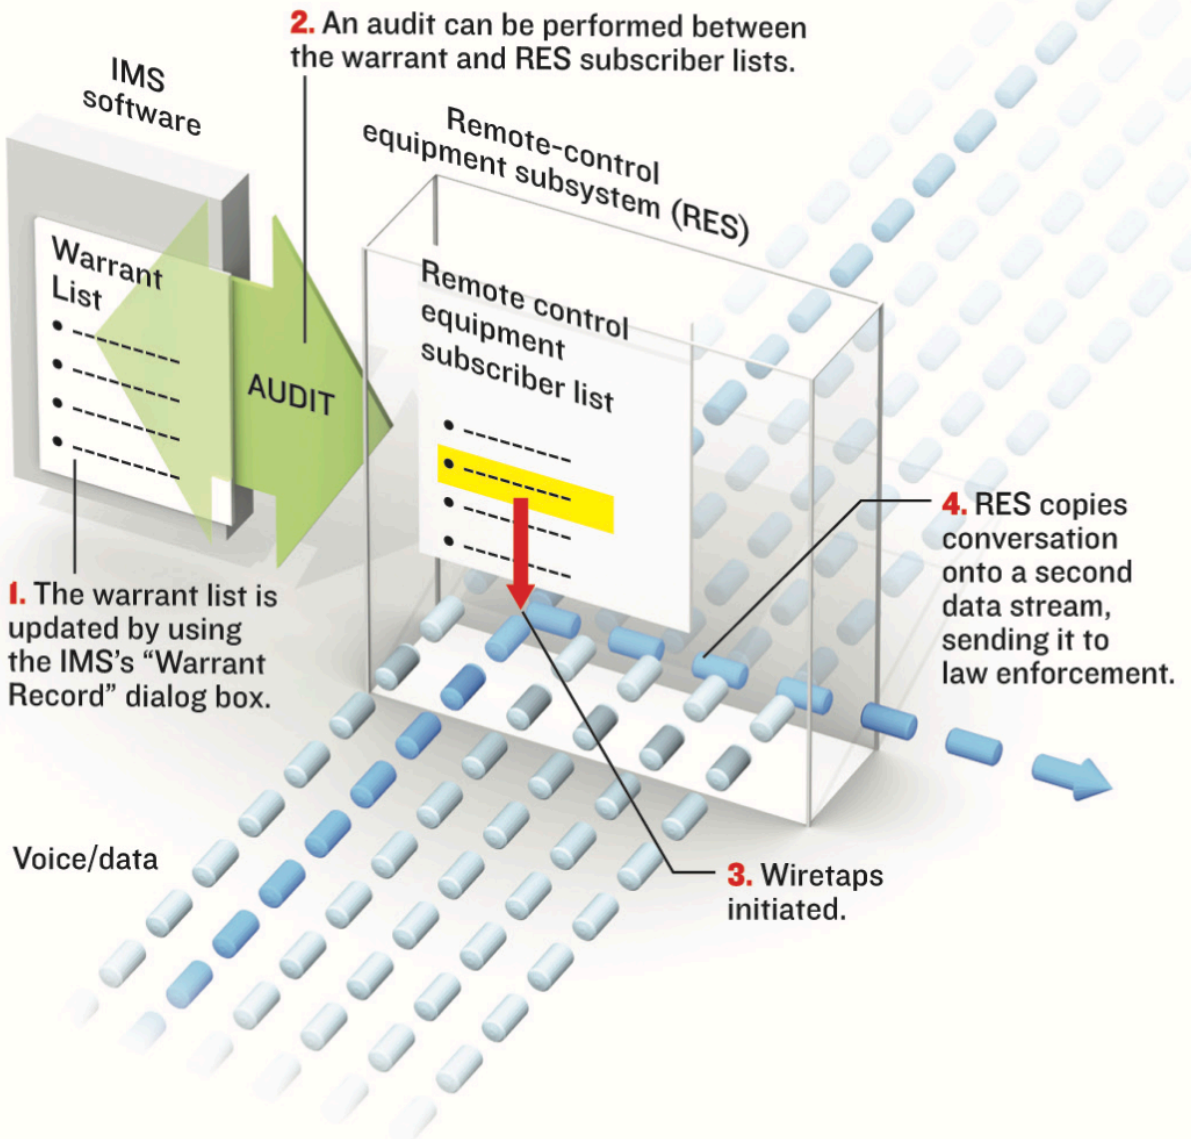 2. An audit can be performed between
the warrant and RES subscriber lists.
IMS
software
Remote-control
equipment subsystem (RES)
Warrant
List
AUDIT
Remote control
equipment
subscriber list
4. RES copies
conversation
onto a second
data stream,
sending it to
law enforcement.
1. The warrant list is
updated by using
the IMS’s “Warrant
Record” dialog box.
Voice/data
3. Wiretaps
initiated.